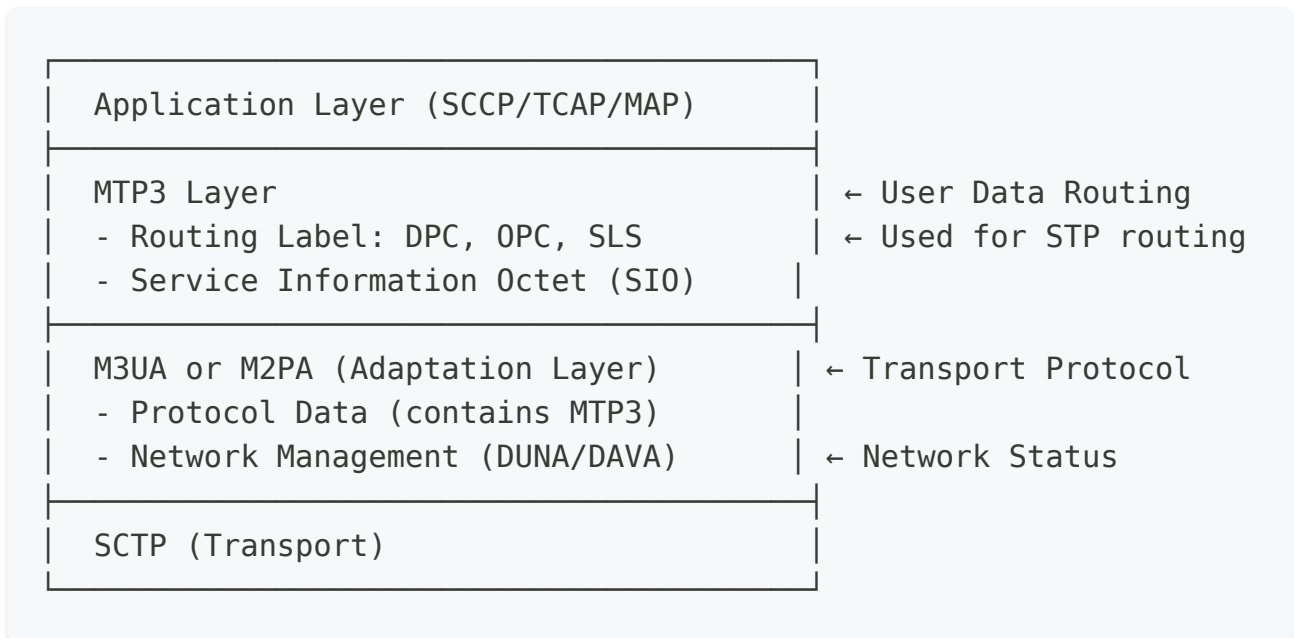 Application Layer (SCCP/TCAP/MAP)
MTP3 Layer ← User Data Routing
- Routing Label: DPC, OPC, SLS ← Used for STP routing
- Service Information Octet (SIO)
M3UA or M2PA (Adaptation Layer) ← Transport Protocol
- Protocol Data (contains MTP3)
- Network Management (DUNA/DAVA) ← Network Status
SCTP (Transport)